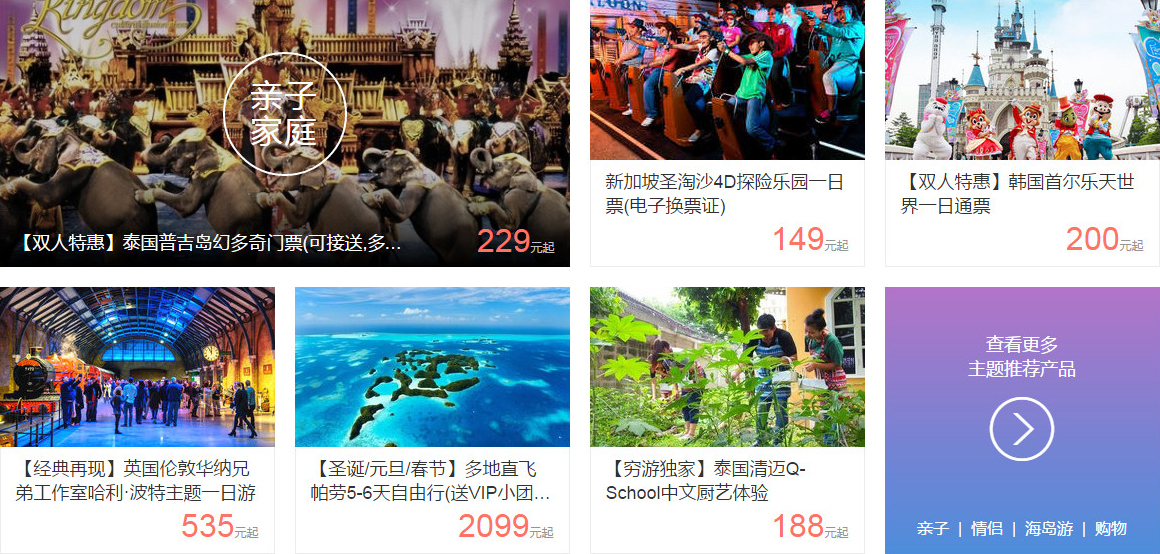 Kingdom
亲子
家庭
【双人特惠】泰国普吉岛幻多奇门票(可接送,多…
229元起
新加坡圣淘沙4D探险乐园一日
票(电子换票证)
149元起
【双人特惠】韩国首尔乐天世
界一日通票
200元起
【经典再现】英国伦敦华纳兄
弟工作室哈利·波特主题一日游
535元起
【圣诞/元旦/春节】多地直飞
帕劳5-6天自由行(送VIP小团…
2099元起
【穷游独家】泰国清迈Q-
School中文厨艺体验
188元起
查看更多
主题推荐产品
亲子 | 情侣 | 海岛游 | 购物